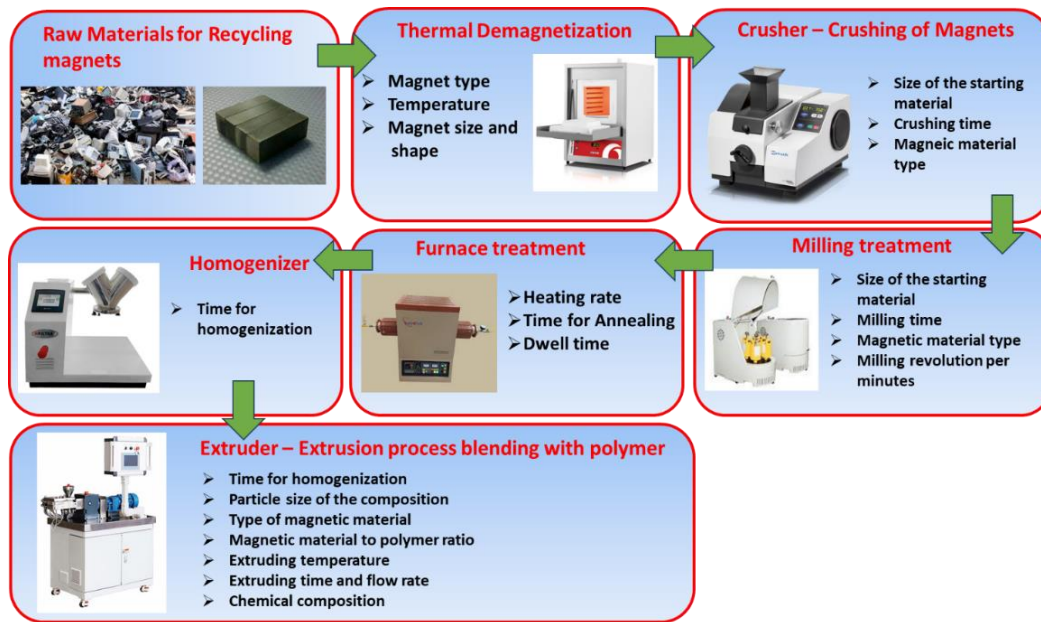 Raw Materials for Recycling
magnets
Thermal Demagnetization
Magnet type
Temperature
Magnet size and
shape
Crusher – Crushing of Magnets
Size of the starting
material
Crushing time
Magneic material
type
Homogenizer
Time for
homogenization
Furnace treatment
Heating rate
Time for Annealing
Dwell time
Milling treatment
Size of the starting
material
Milling time
Magnetic material type
Milling revolution per
minutes
Extruder – Extrusion process blending with polymer
Time for homogenization
Particle size of the composition
Type of magnetic material
Magnetic material to polymer ratio
Extruding temperature
Extruding time and flow rate
Chemical composition